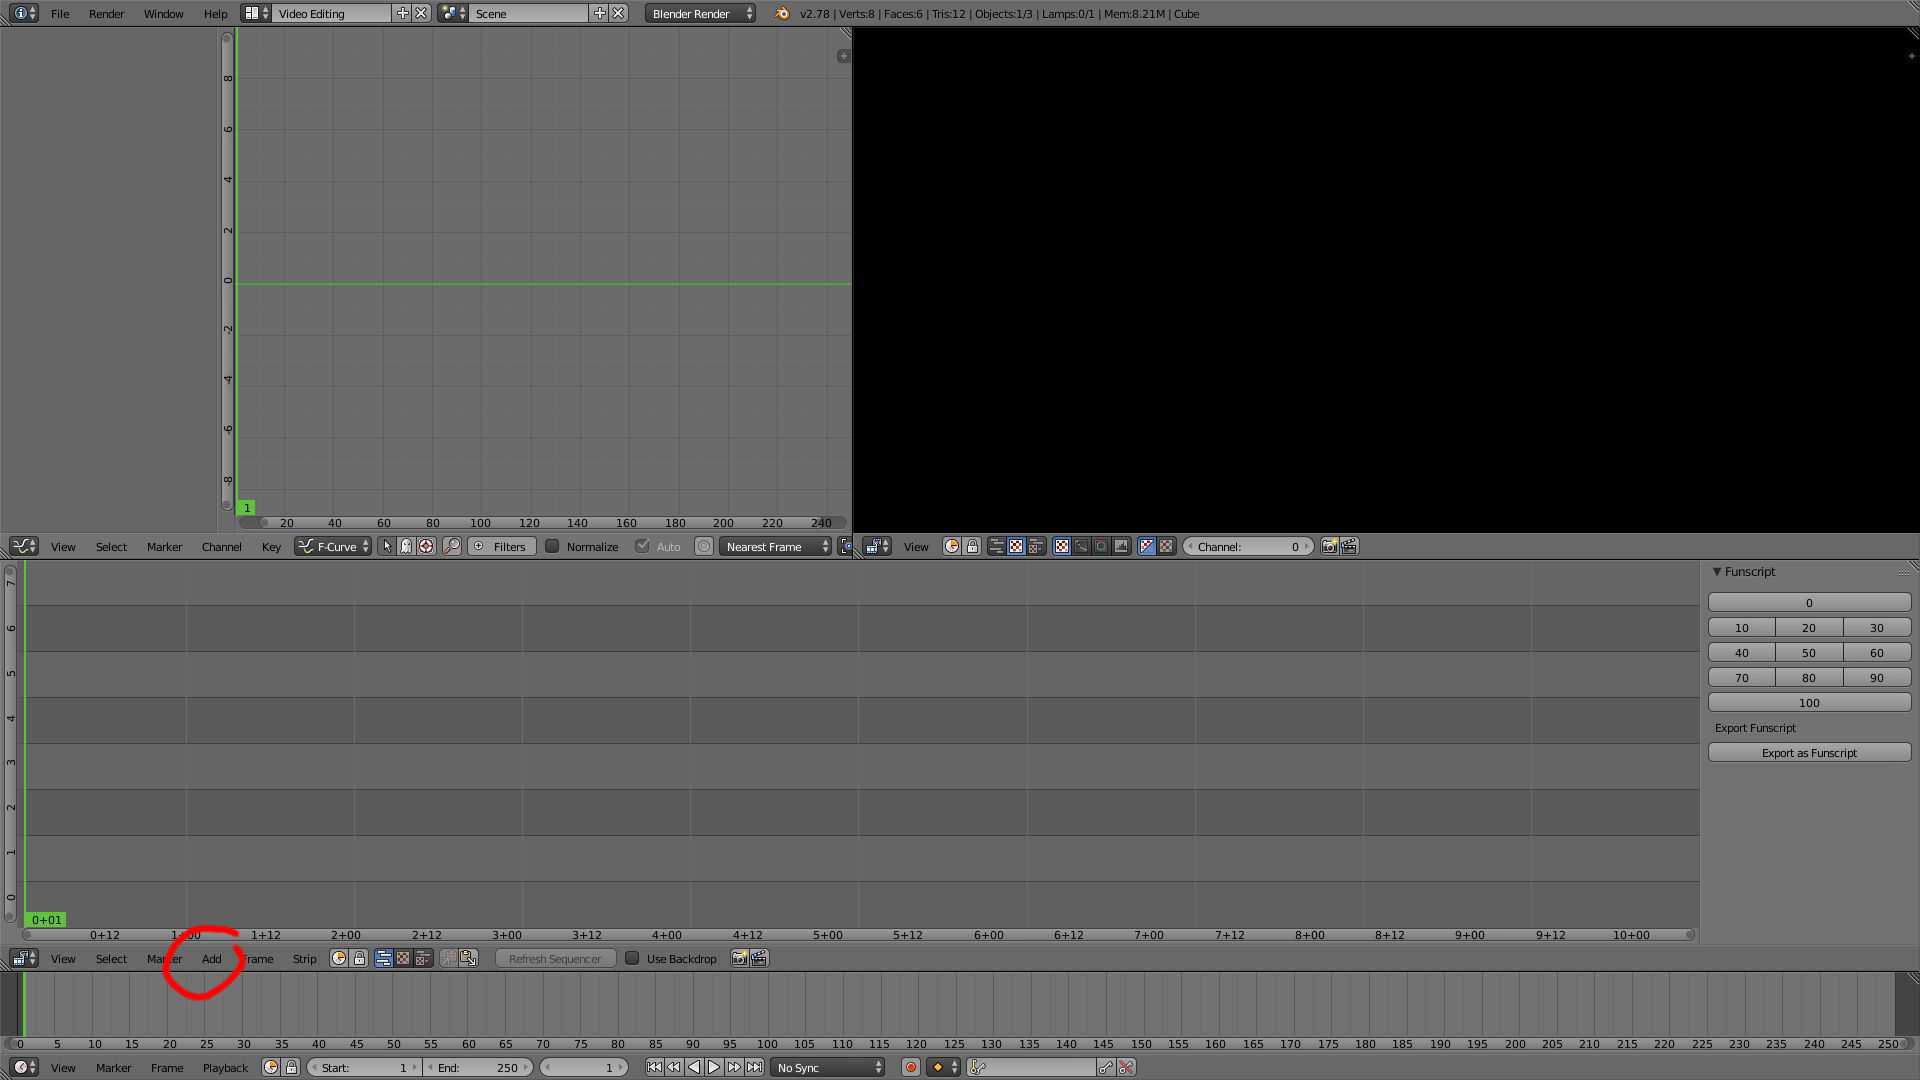 File Render Window Help Video Editing Scene Blender Render v2.78 | Verts:8 | Faces:6 | Tris:12 | Objects:1/3 | Lamps:0/1 | Mem:8.21M | Cube
8
6
4
2
0
-2
-4
-6
-8
1
20 40 60 80 100 120 140 160 180 200 220 240
View Select Marker Channel Key F-Curve Filters Normalize Auto Nearest Frame
View Channel: 0
7
6
5
4
3
2
1
0
0+01
0+12 1+00 1+12 2+00 2+12 3+00 3+12 4+00 4+12 5+00 5+12 6+00 6+12 7+00 7+12 8+00 8+12 9+00 9+12 10+00
Funscript
0
10 20 30
40 50 60
70 80 90
100
Export Funscript
Export as Funscript
View Select Marker Add Frame Strip Refresh Sequencer Use Backdrop
0 5 10 15 20 25 30 35 40 45 50 55 60 65 70 75 80 85 90 95 100 105 110 115 120 125 130 135 140 145 150 155 160 165 170 175 180 185 190 195 200 205 210 215 220 225 230 235 240 245 250
View Marker Frame Playback Start: 1 End: 250 1 No Sync